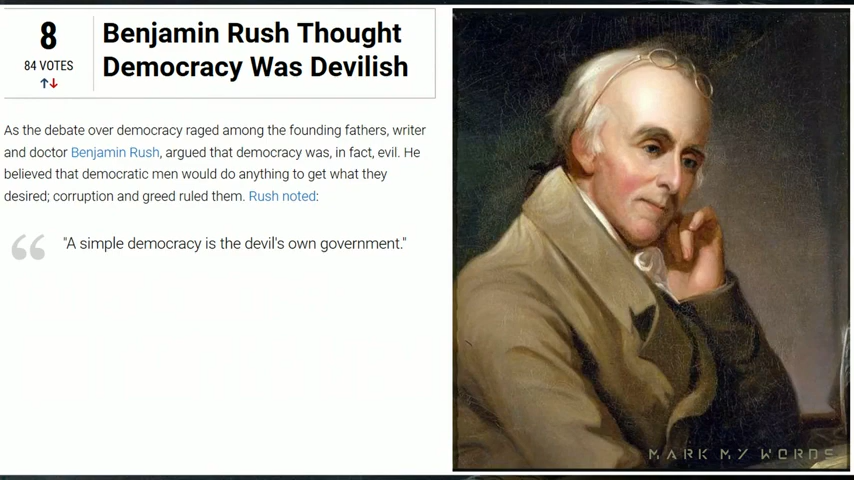 8
84 VOTES
Benjamin Rush Thought
Democracy Was Devilish
As the debate over democracy raged among the founding fathers, writer
and doctor Benjamin Rush, argued that democracy was, in fact, evil. He
believed that democratic men would do anything to get what they
desired; corruption and greed ruled them. Rush noted:
"A simple democracy is the devil's own government."
MARK MY WORDS